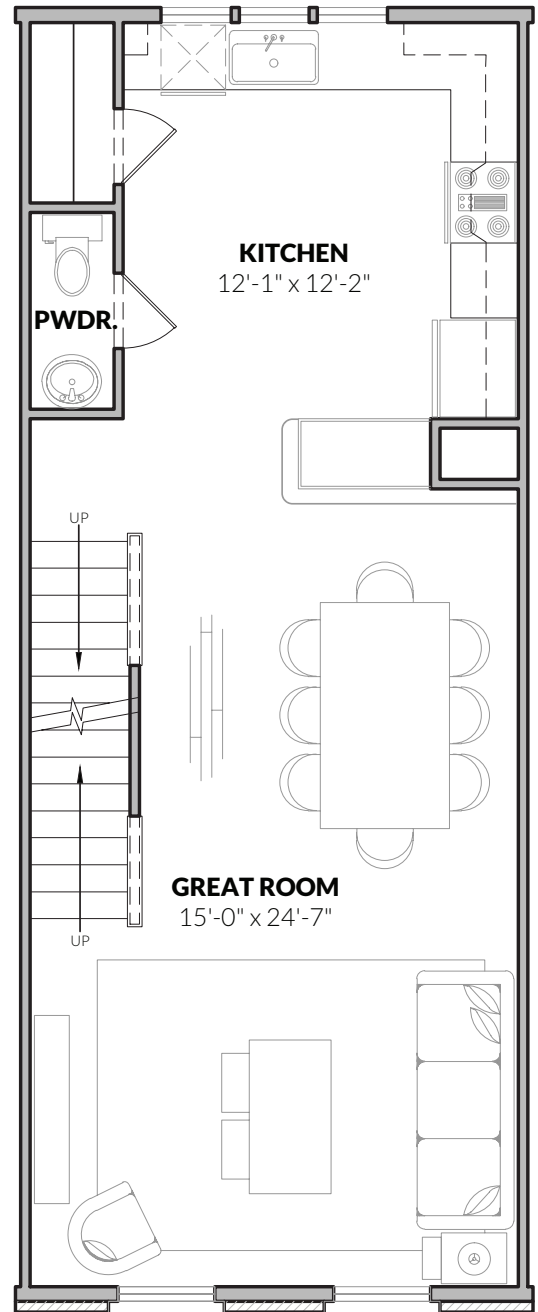 KITCHEN
12'-1" x 12'-2"
PWDR.
UP
GREAT ROOM
15'-0" x 24'-7"
UP